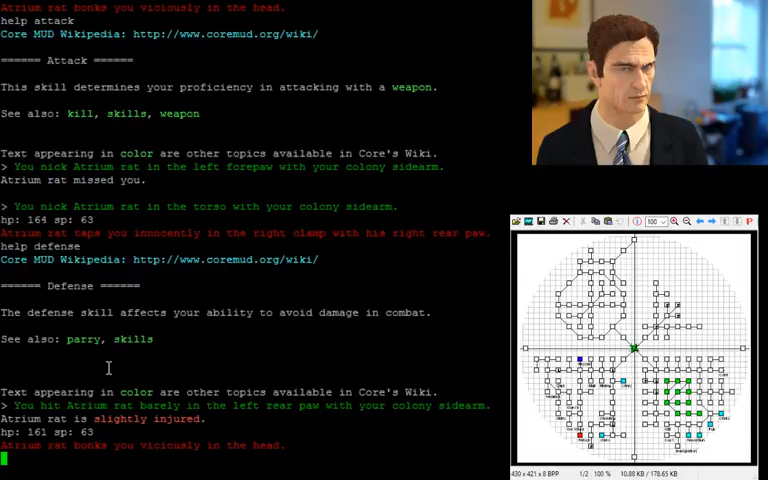 Atrium rat bonks you viciously in the head.
help attack
Core MUD Wikipedia: http://www.coremud.org/wiki/
====== Attack ======
This skill determines your proficiency in attacking with a weapon.
See also: kill, skills, weapon
Text appearing in color are other topics available in Core's Wiki.
> You nick Atrium rat in the left forepaw with your colony sidearm.
Atrium rat missed you.
> You nick Atrium rat in the torso with your colony sidearm.
hp: 164 sp: 63
Atrium rat taps you innocently in the right clamp with his right rear paw.
help defense
Core MUD Wikipedia: http://www.coremud.org/wiki/
====== Defense ======
The defense skill affects your ability to avoid damage in combat.
See also: parry, skills
Text appearing in color are other topics available in Core's Wiki.
> You hit Atrium rat barely in the left rear paw with your colony sidearm.
Atrium rat is slightly injured.
hp: 161 sp: 63
Atrium rat bonks you viciously in the head.
100
P
430 x 421 x 8 BPP 1/2 100 % 10.88 KB / 178.65 KB